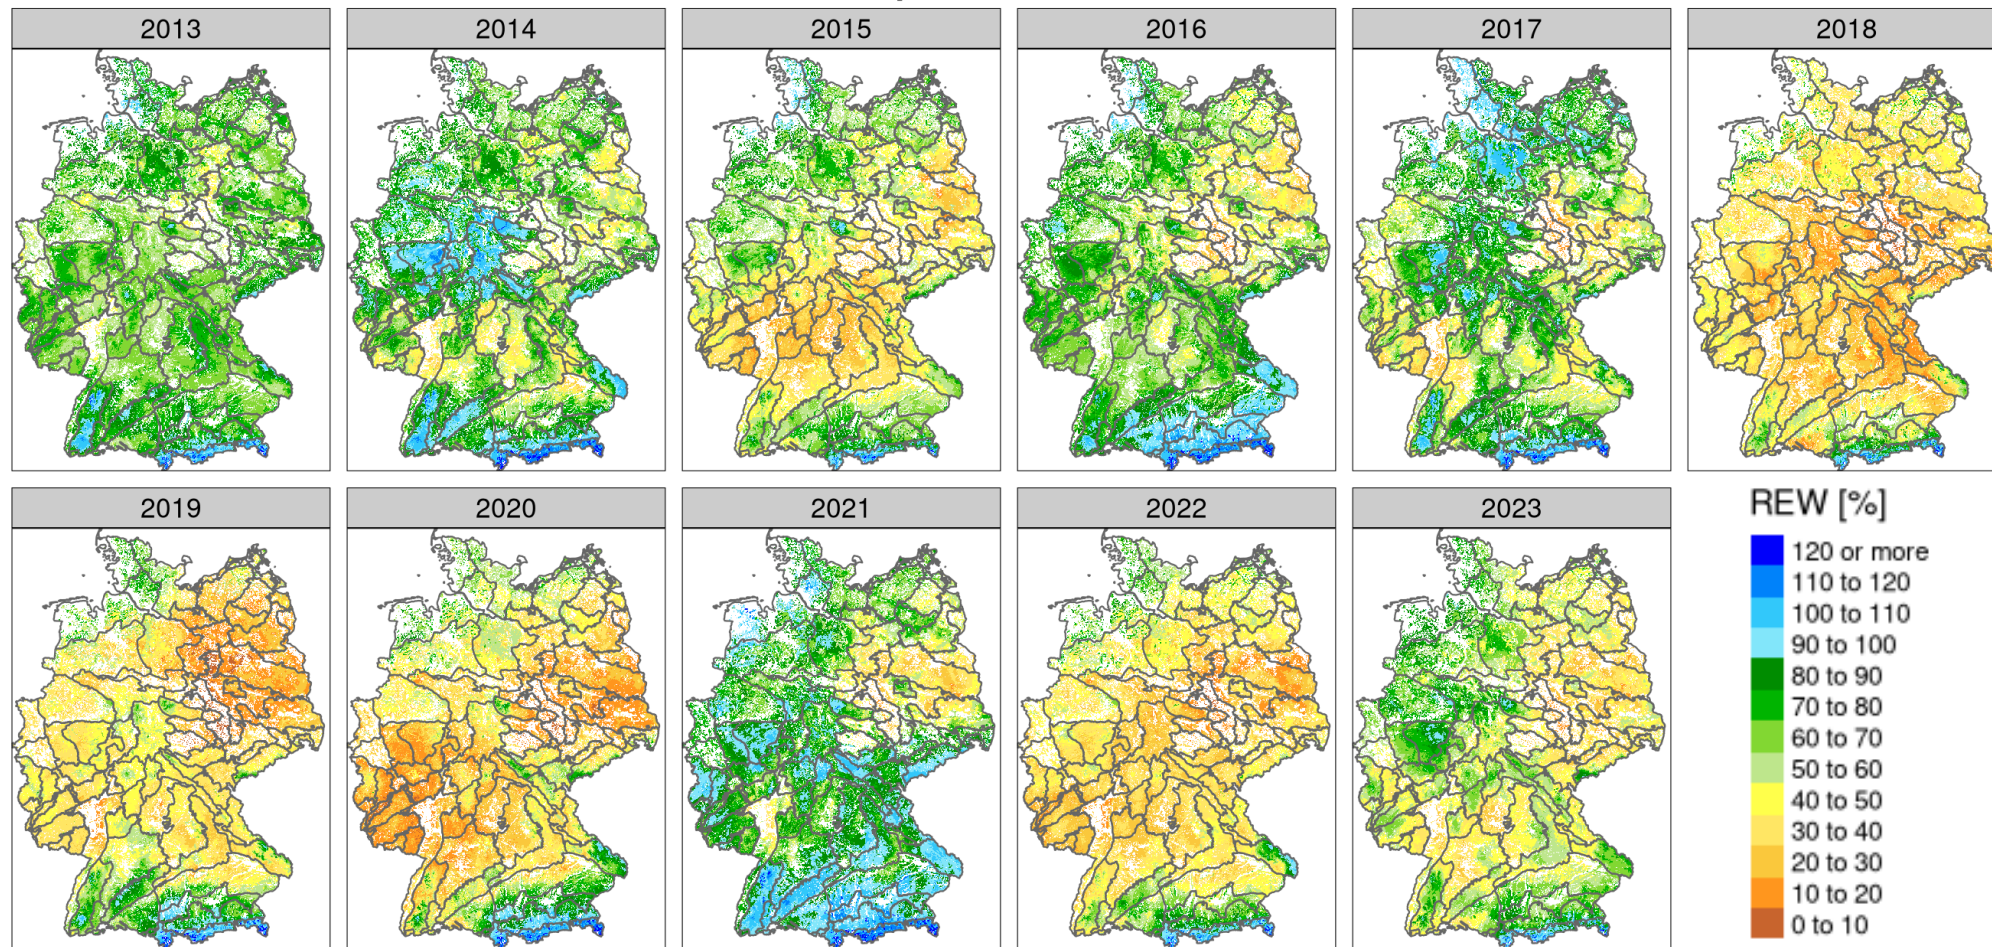 2013
2014
2015
2016
2017
2018
2019
2020
2021
2022
2023
REW [%]
120 or more
110 to 120
100 to 110
90 to 100
80 to 90
70 to 80
60 to 70
50 to 60
40 to 50
30 to 40
20 to 30
10 to 20
0 to 10